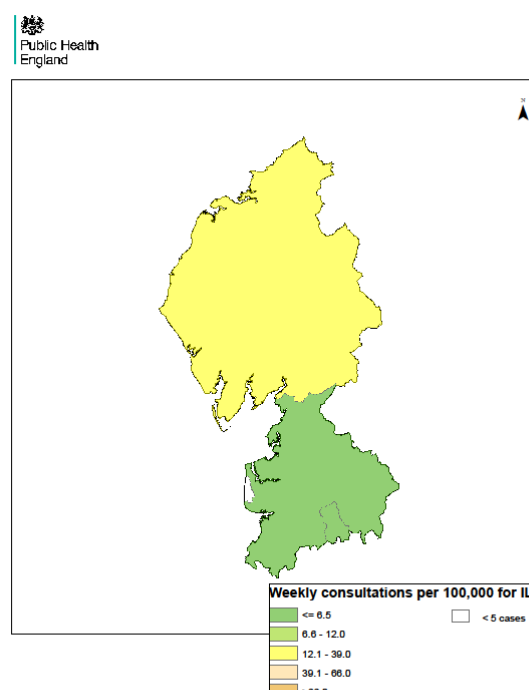 Public Health
England
Weekly consultations per 100,000 for IL
<= 6.5
< 5 cases
6.6 - 12.0
12.1 - 39.0
39.1 - 66.0